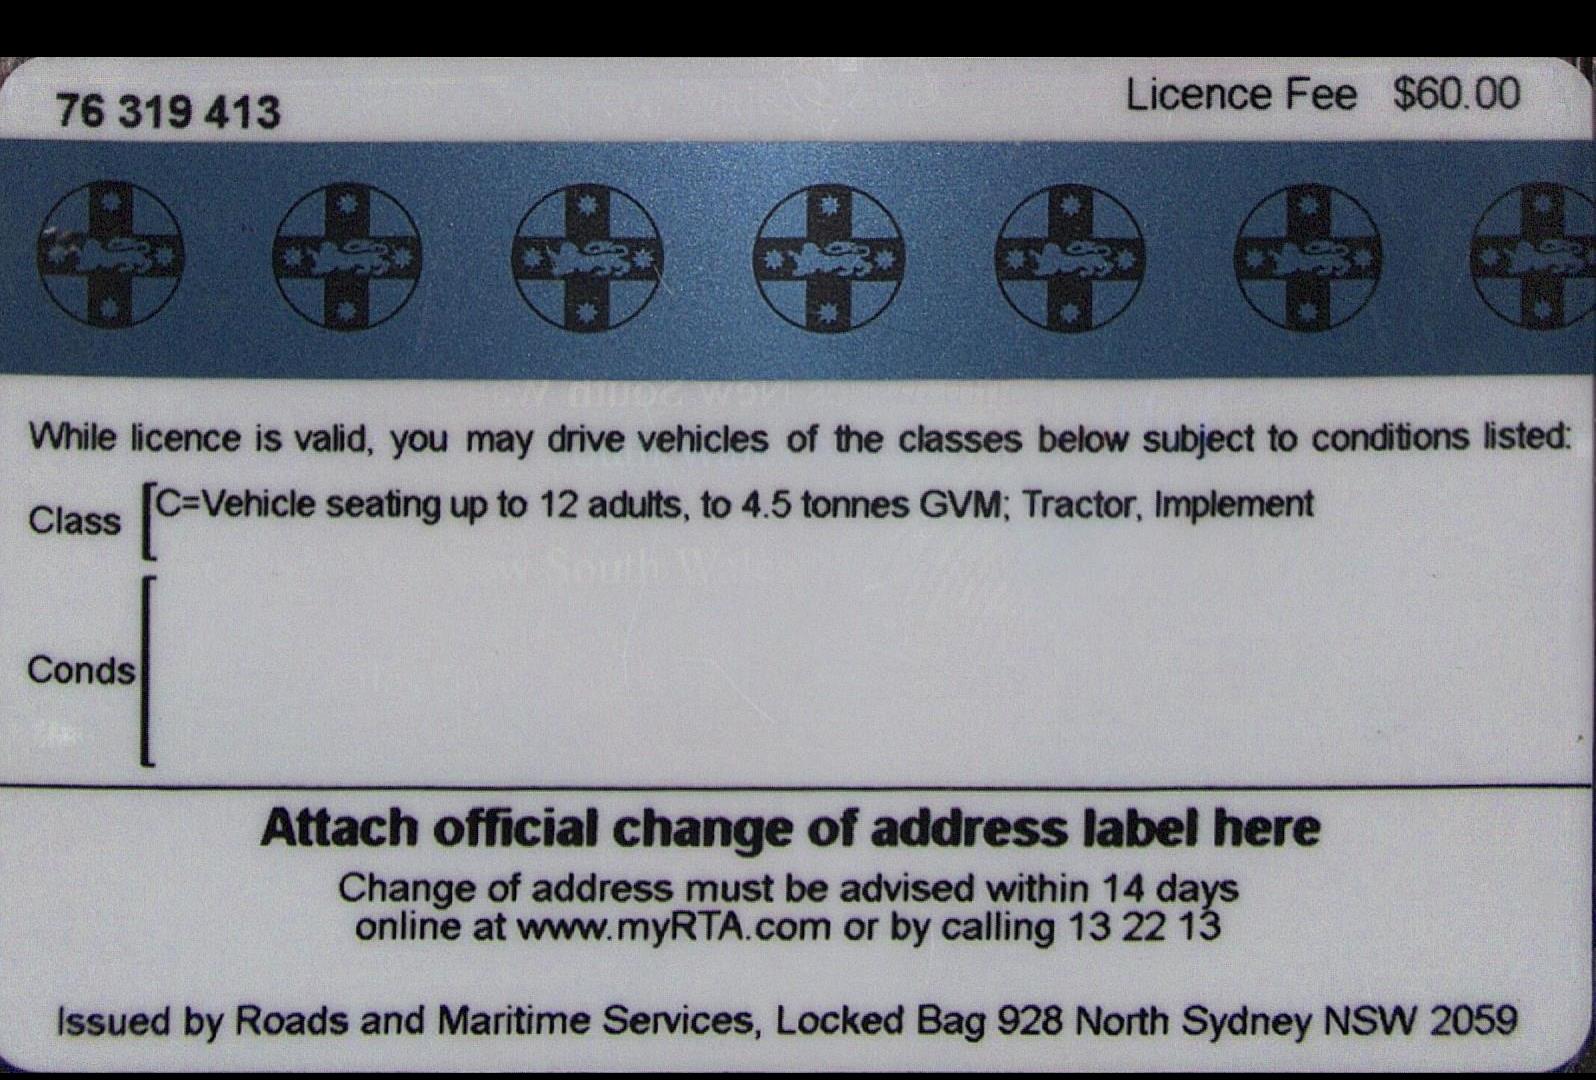 76 319 413
Licence Fee $60.00
While licence is valid, you may drive vehicles of the classes below subject to conditions listed:
Class
C=Vehicle seating up to 12 adults, to 4.5 tonnes GVM; Tractor, Implement
Conds
Attach official change of address label here
Change of address must be advised within 14 days
online at www.myRTA.com or by calling 13 22 13
Issued by Roads and Maritime Services, Locked Bag 928 North Sydney NSW 2059